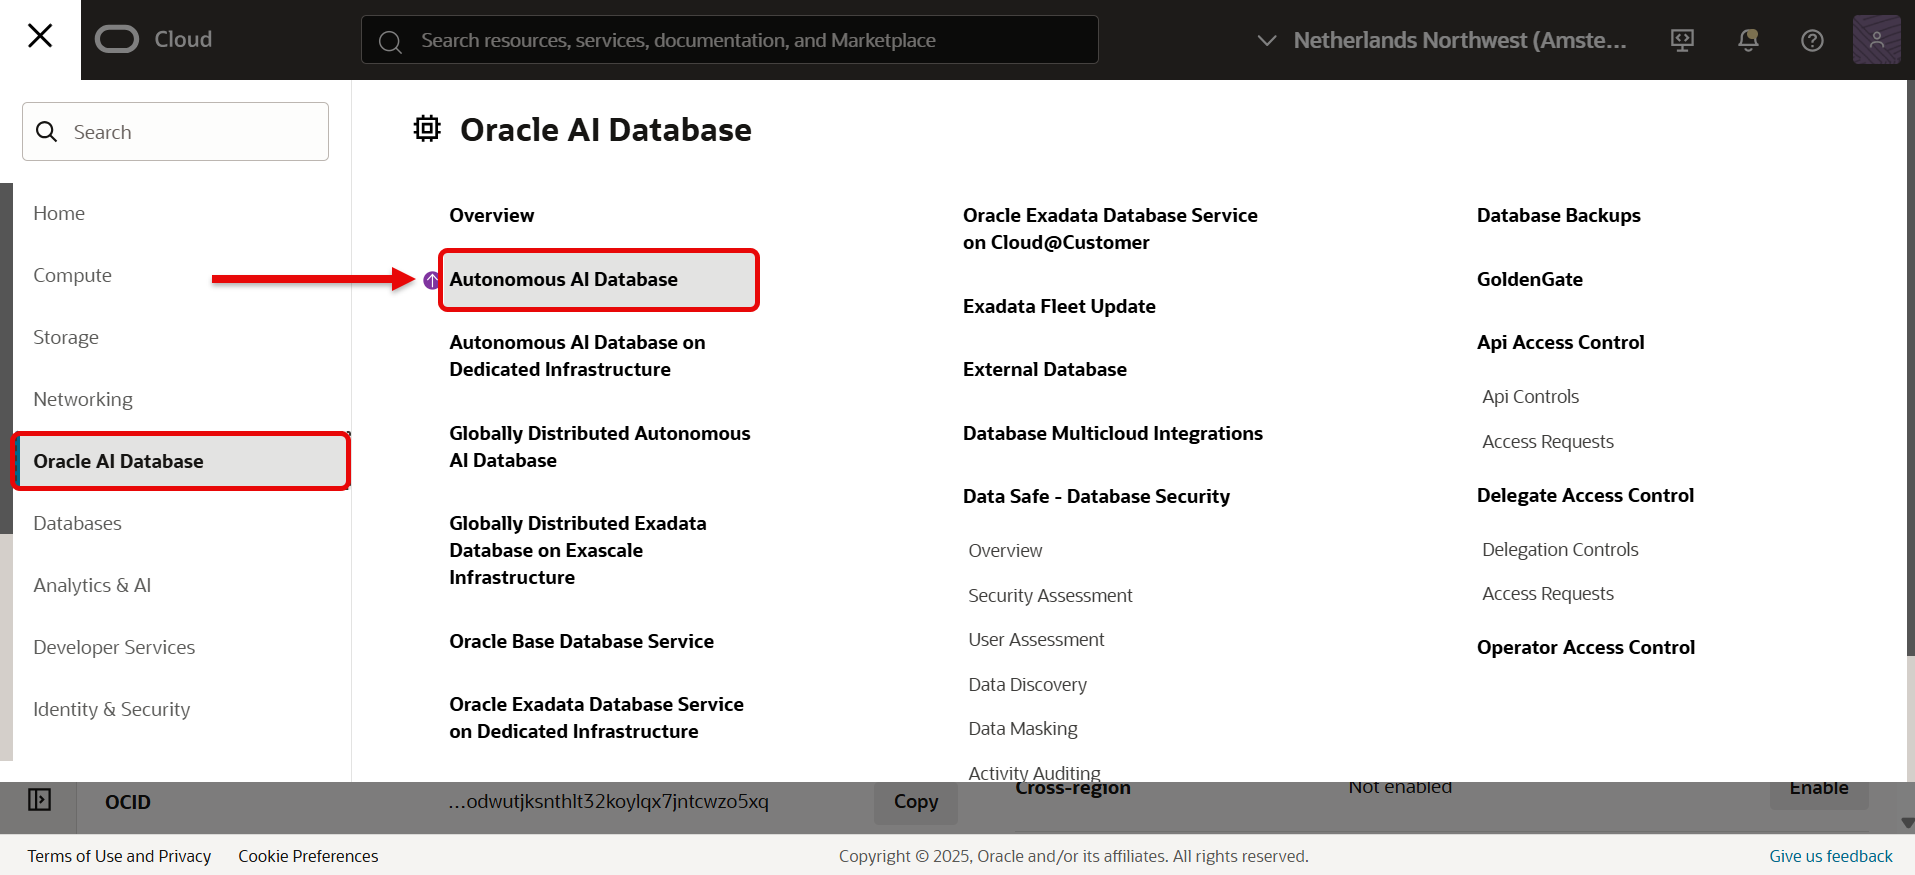 Cloud
Search resources, services, documentation, and Marketplace
Netherlands Northwest (Amste...
Search
Home
Compute
Storage
Networking
Oracle AI Database
Databases
Analytics & AI
Developer Services
Identity & Security
Oracle AI Database
Overview
Autonomous AI Database
Autonomous AI Database on
Dedicated Infrastructure
Globally Distributed Autonomous
AI Database
Globally Distributed Exadata
Database on Exascale
Infrastructure
Oracle Base Database Service
Oracle Exadata Database Service
on Dedicated Infrastructure
Oracle Exadata Database Service
on Cloud@Customer
Exadata Fleet Update
External Database
Database Multicloud Integrations
Data Safe - Database Security
Overview
Security Assessment
User Assessment
Data Discovery
Data Masking
Activity Auditing
Database Backups
GoldenGate
Api Access Control
Api Controls
Access Requests
Delegate Access Control
Delegation Controls
Access Requests
Operator Access Control
OCID
...odwutjksnthlt32koylqx7jntcwzo5xq
Copy
Cross-region
Not enabled
Enable
Terms of Use and Privacy
Cookie Preferences
Copyright © 2025, Oracle and/or its affiliates. All rights reserved.
Give us feedback